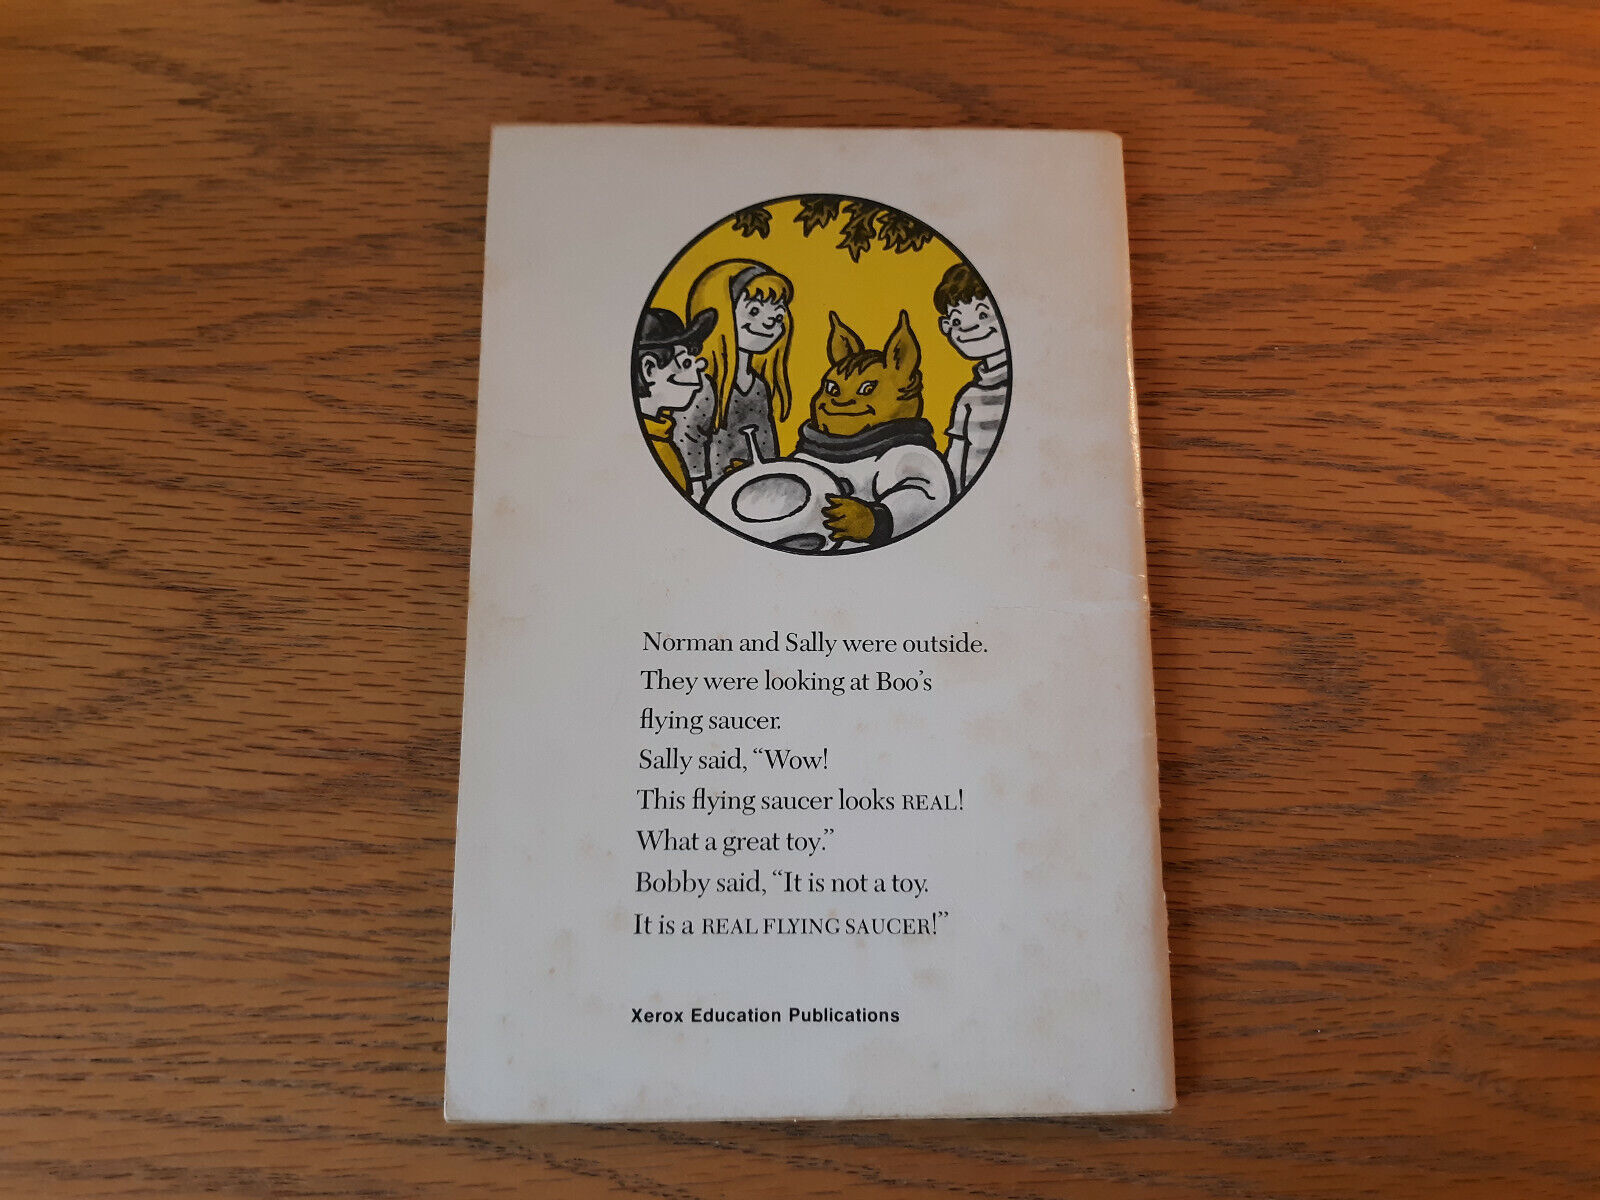 Norman and Sally were outside.
They were looking at Boo’s
flying saucer.
Sally said, “Wow!
This flying saucer looks REAL!
What a great toy.”
Bobby said, “It is not a toy.
It is a REAL FLYING SAUCER!”
Xerox Education Publications